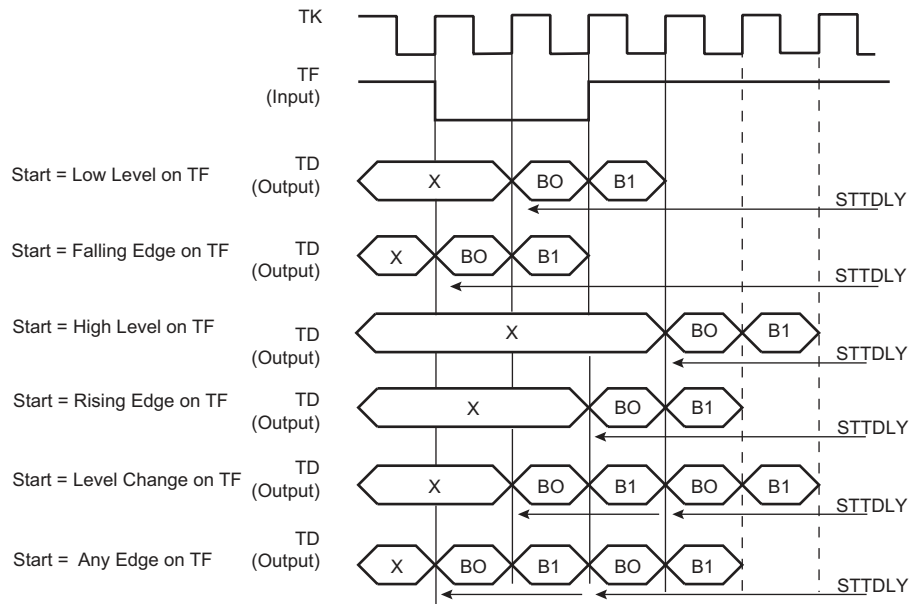 TK
TF
(Input)
Start = Low Level on TF
TD
(Output)
X
BO
B1
STTDLY
Start = Falling Edge on TF
TD
(Output)
X
BO
B1
STTDLY
Start = High Level on TF
TD
(Output)
X
BO
B1
STTDLY
Start = Rising Edge on TF
TD
(Output)
X
BO
B1
STTDLY
Start = Level Change on TF
TD
(Output)
X
BO
B1
BO
B1
STTDLY
Start = Any Edge on TF
TD
(Output)
X
BO
B1
BO
B1
STTDLY